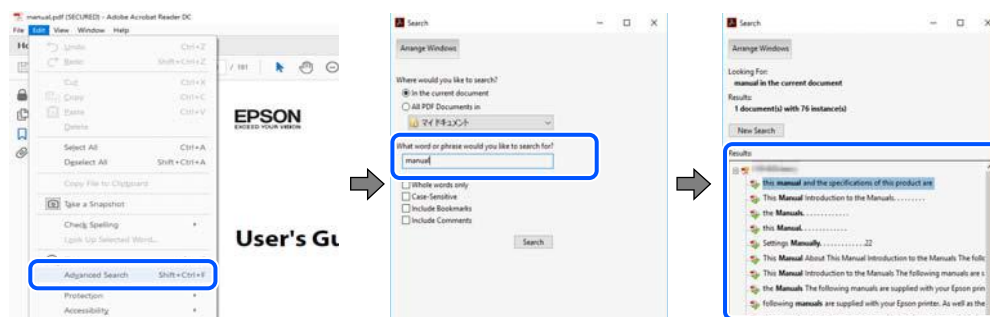 manual.pdf (SECURED) - Adobe Acrobat Reader DC
File Edit View Window Help
Undo Ctrl+Z
Redo Shift+Ctrl+Z
Cut Ctrl+X
Copy Ctrl+C
Paste Ctrl+V
Delete
Select All Ctrl+A
Deselect All Shift+Ctrl+A
Copy File to Clipboard
Take a Snapshot
Check Spelling
Look Up Selected Word...
Advanced Search Shift+Ctrl+F
Protection
Accessibility
/ 181
EPSON
EXCEED YOUR VISION
User's Gu
Search
Arrange Windows
Where would you like to search?
In the current document
All PDF Documents in
マイ ドキュメント
What word or phrase would you like to search for?
manual
Whole words only
Case-Sensitive
Include Bookmarks
Include Comments
Search
Search
Arrange Windows
Looking For:
manual in the current document
Results:
1 document(s) with 76 instance(s)
New Search
Results:
this manual and the specifications of this product are
This Manual Introduction to the Manuals. . . . . . . . .
the Manuals. . . . . . . . . . . .
this Manual. . . . . . . . . . . .
Settings Manually. . . . . . . . . . . .22
This Manual About This Manual Introduction to the Manuals The follo
This Manual Introduction to the Manuals The following manuals are s
the Manuals The following manuals are supplied with your Epson prin
following manuals are supplied with your Epson printer. As well as the